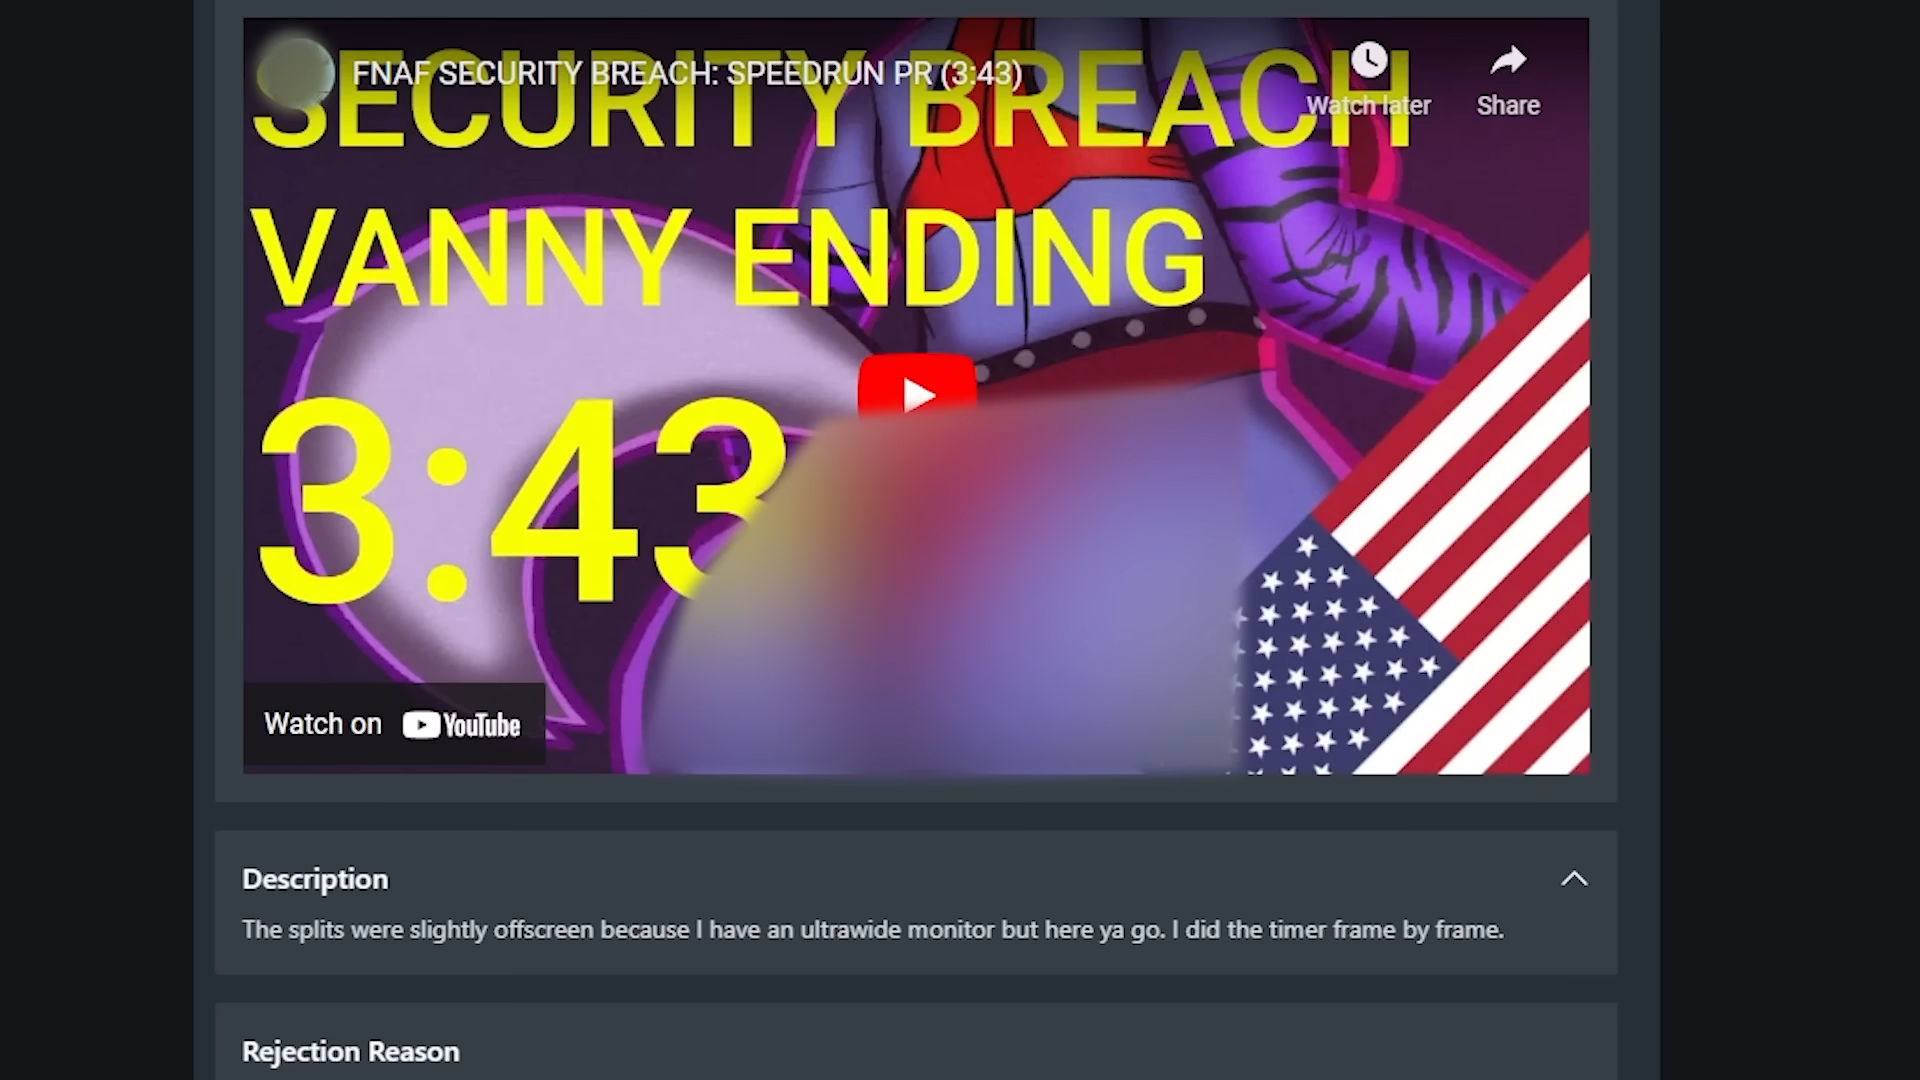 FNAF SECURITY BREACH: SPEEDRUN PR (3:43)
Watch later
Share
SECURITY BREACH
VANNY ENDING
3:43
Watch on YouTube
Description
The splits were slightly offscreen because I have an ultrawide monitor but here ya go. I did the timer frame by frame.
Rejection Reason